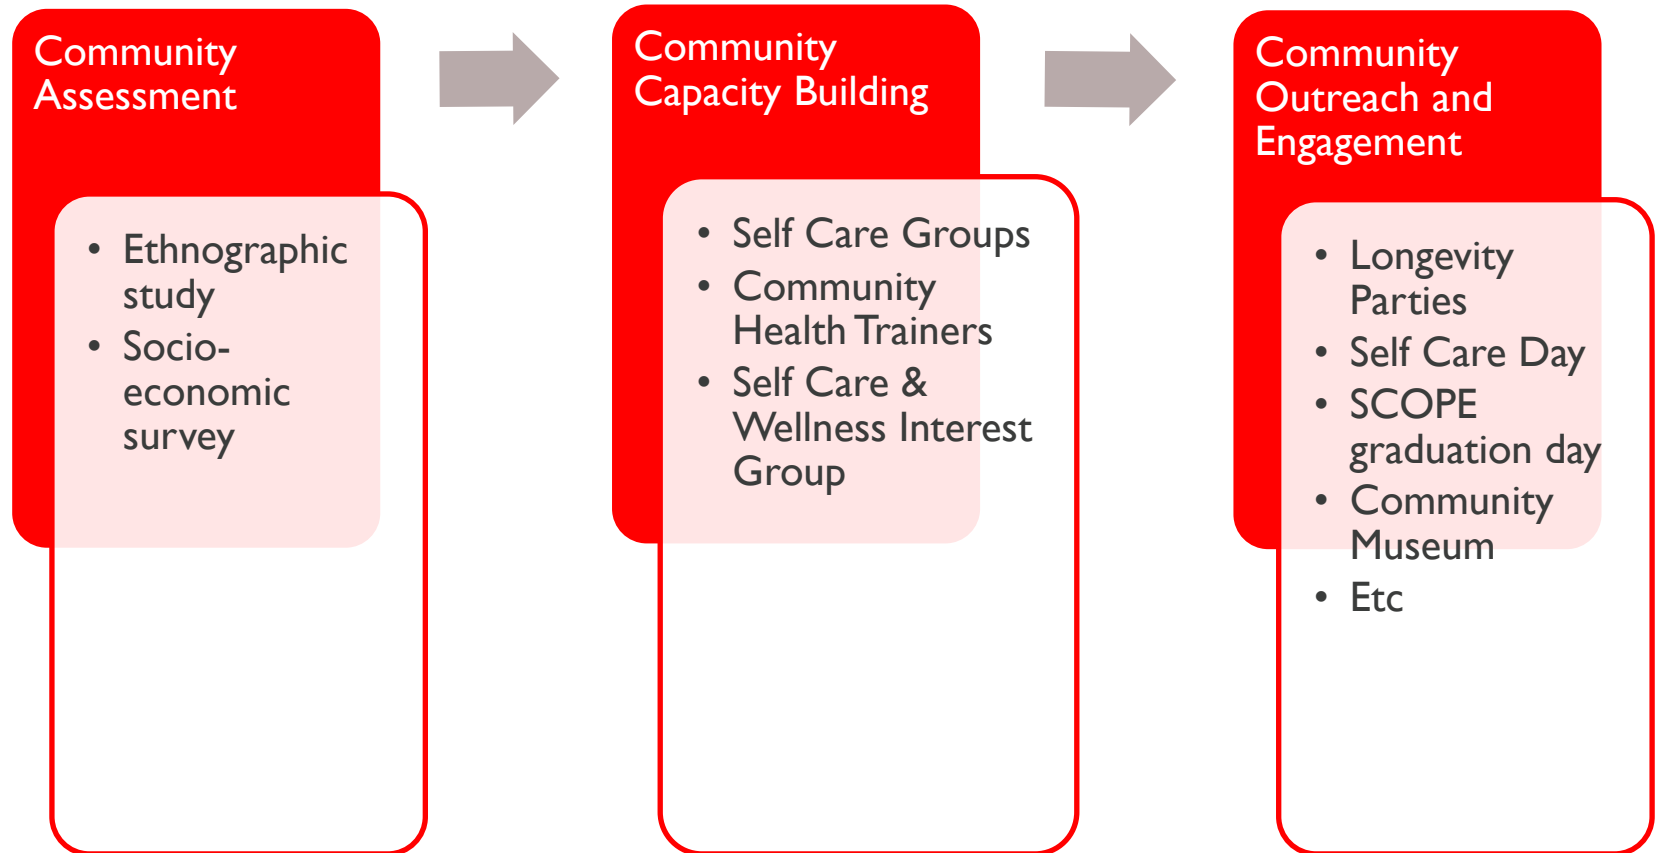 Community
Assessment
• Ethnographic
study
• Socio-
economic
survey
Community
Capacity Building
• Self Care Groups
• Community
Health Trainers
• Self Care &
Wellness Interest
Group
Community
Outreach and
Engagement
• Longevity
Parties
• Self Care Day
• SCOPE
graduation day
• Community
Museum
• Etc